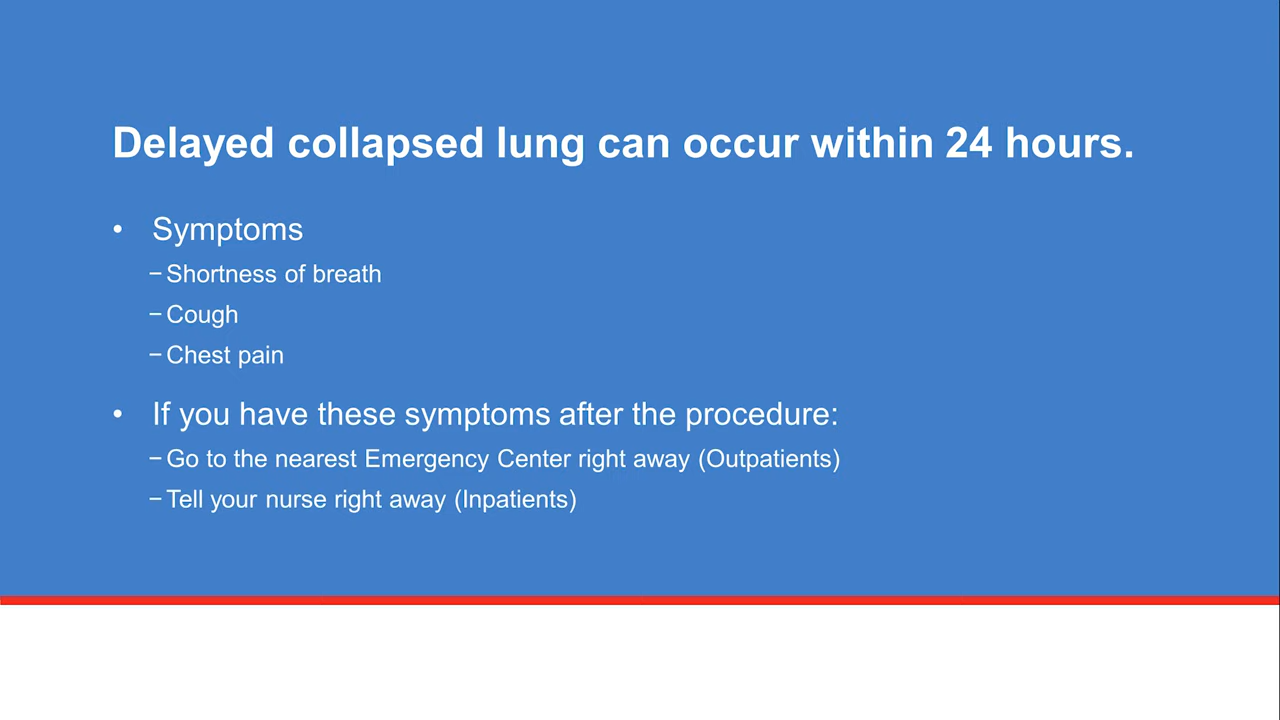 Delayed collapsed lung can occur within 24 hours.
• Symptoms
– Shortness of breath
– Cough
– Chest pain
• If you have these symptoms after the procedure:
– Go to the nearest Emergency Center right away (Outpatients)
– Tell your nurse right away (Inpatients)